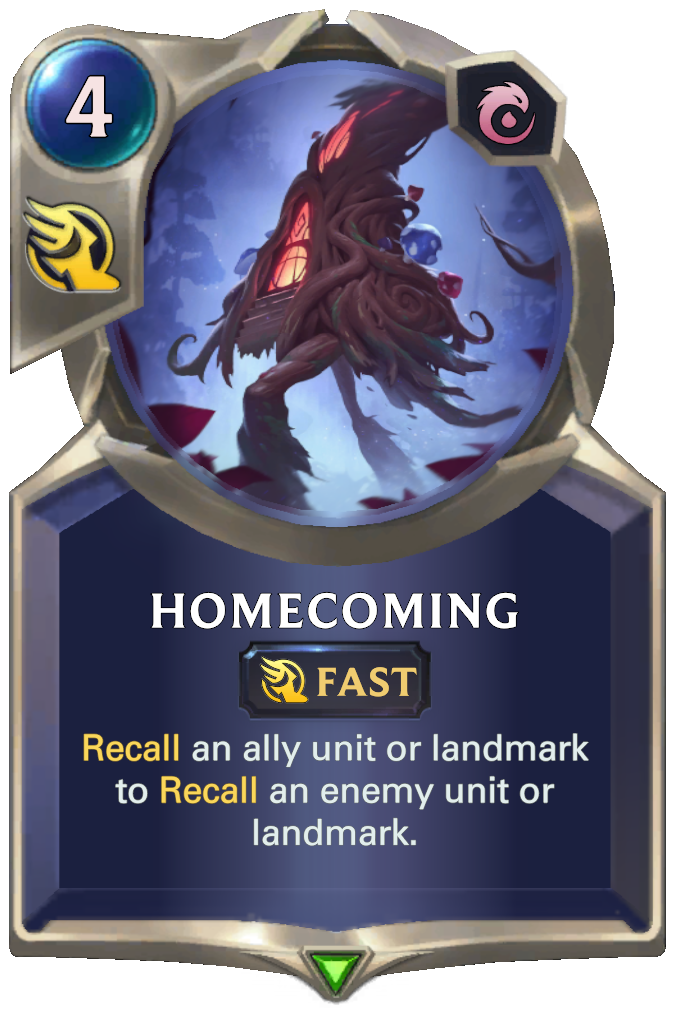 4
HOMECOMING
FAST
Recall an ally unit or landmark
to Recall an enemy unit or
landmark.